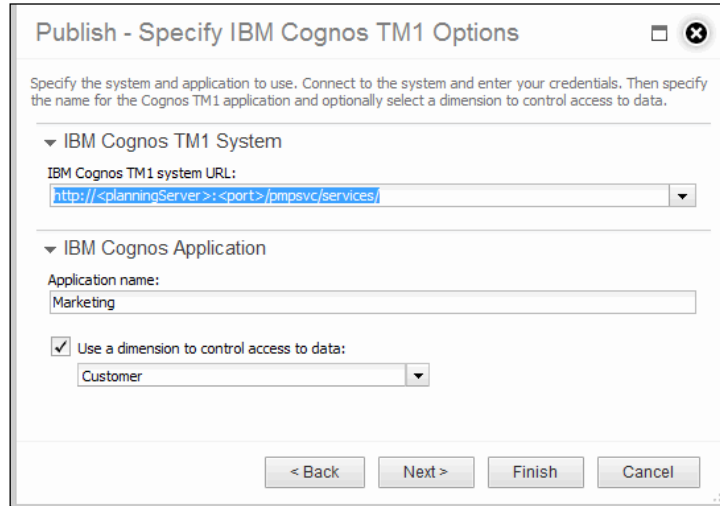 Publish - Specify IBM Cognos TM1 Options
Specify the system and application to use. Connect to the system and enter your credentials. Then specify
the name for the Cognos TM1 application and optionally select a dimension to control access to data.
IBM Cognos TM1 System
IBM Cognos TM1 system URL:
http://<planningServer>:<port>/pmpsvc/services/
IBM Cognos Application
Application name:
Marketing
Use a dimension to control access to data:
Customer
< Back Next > Finish Cancel